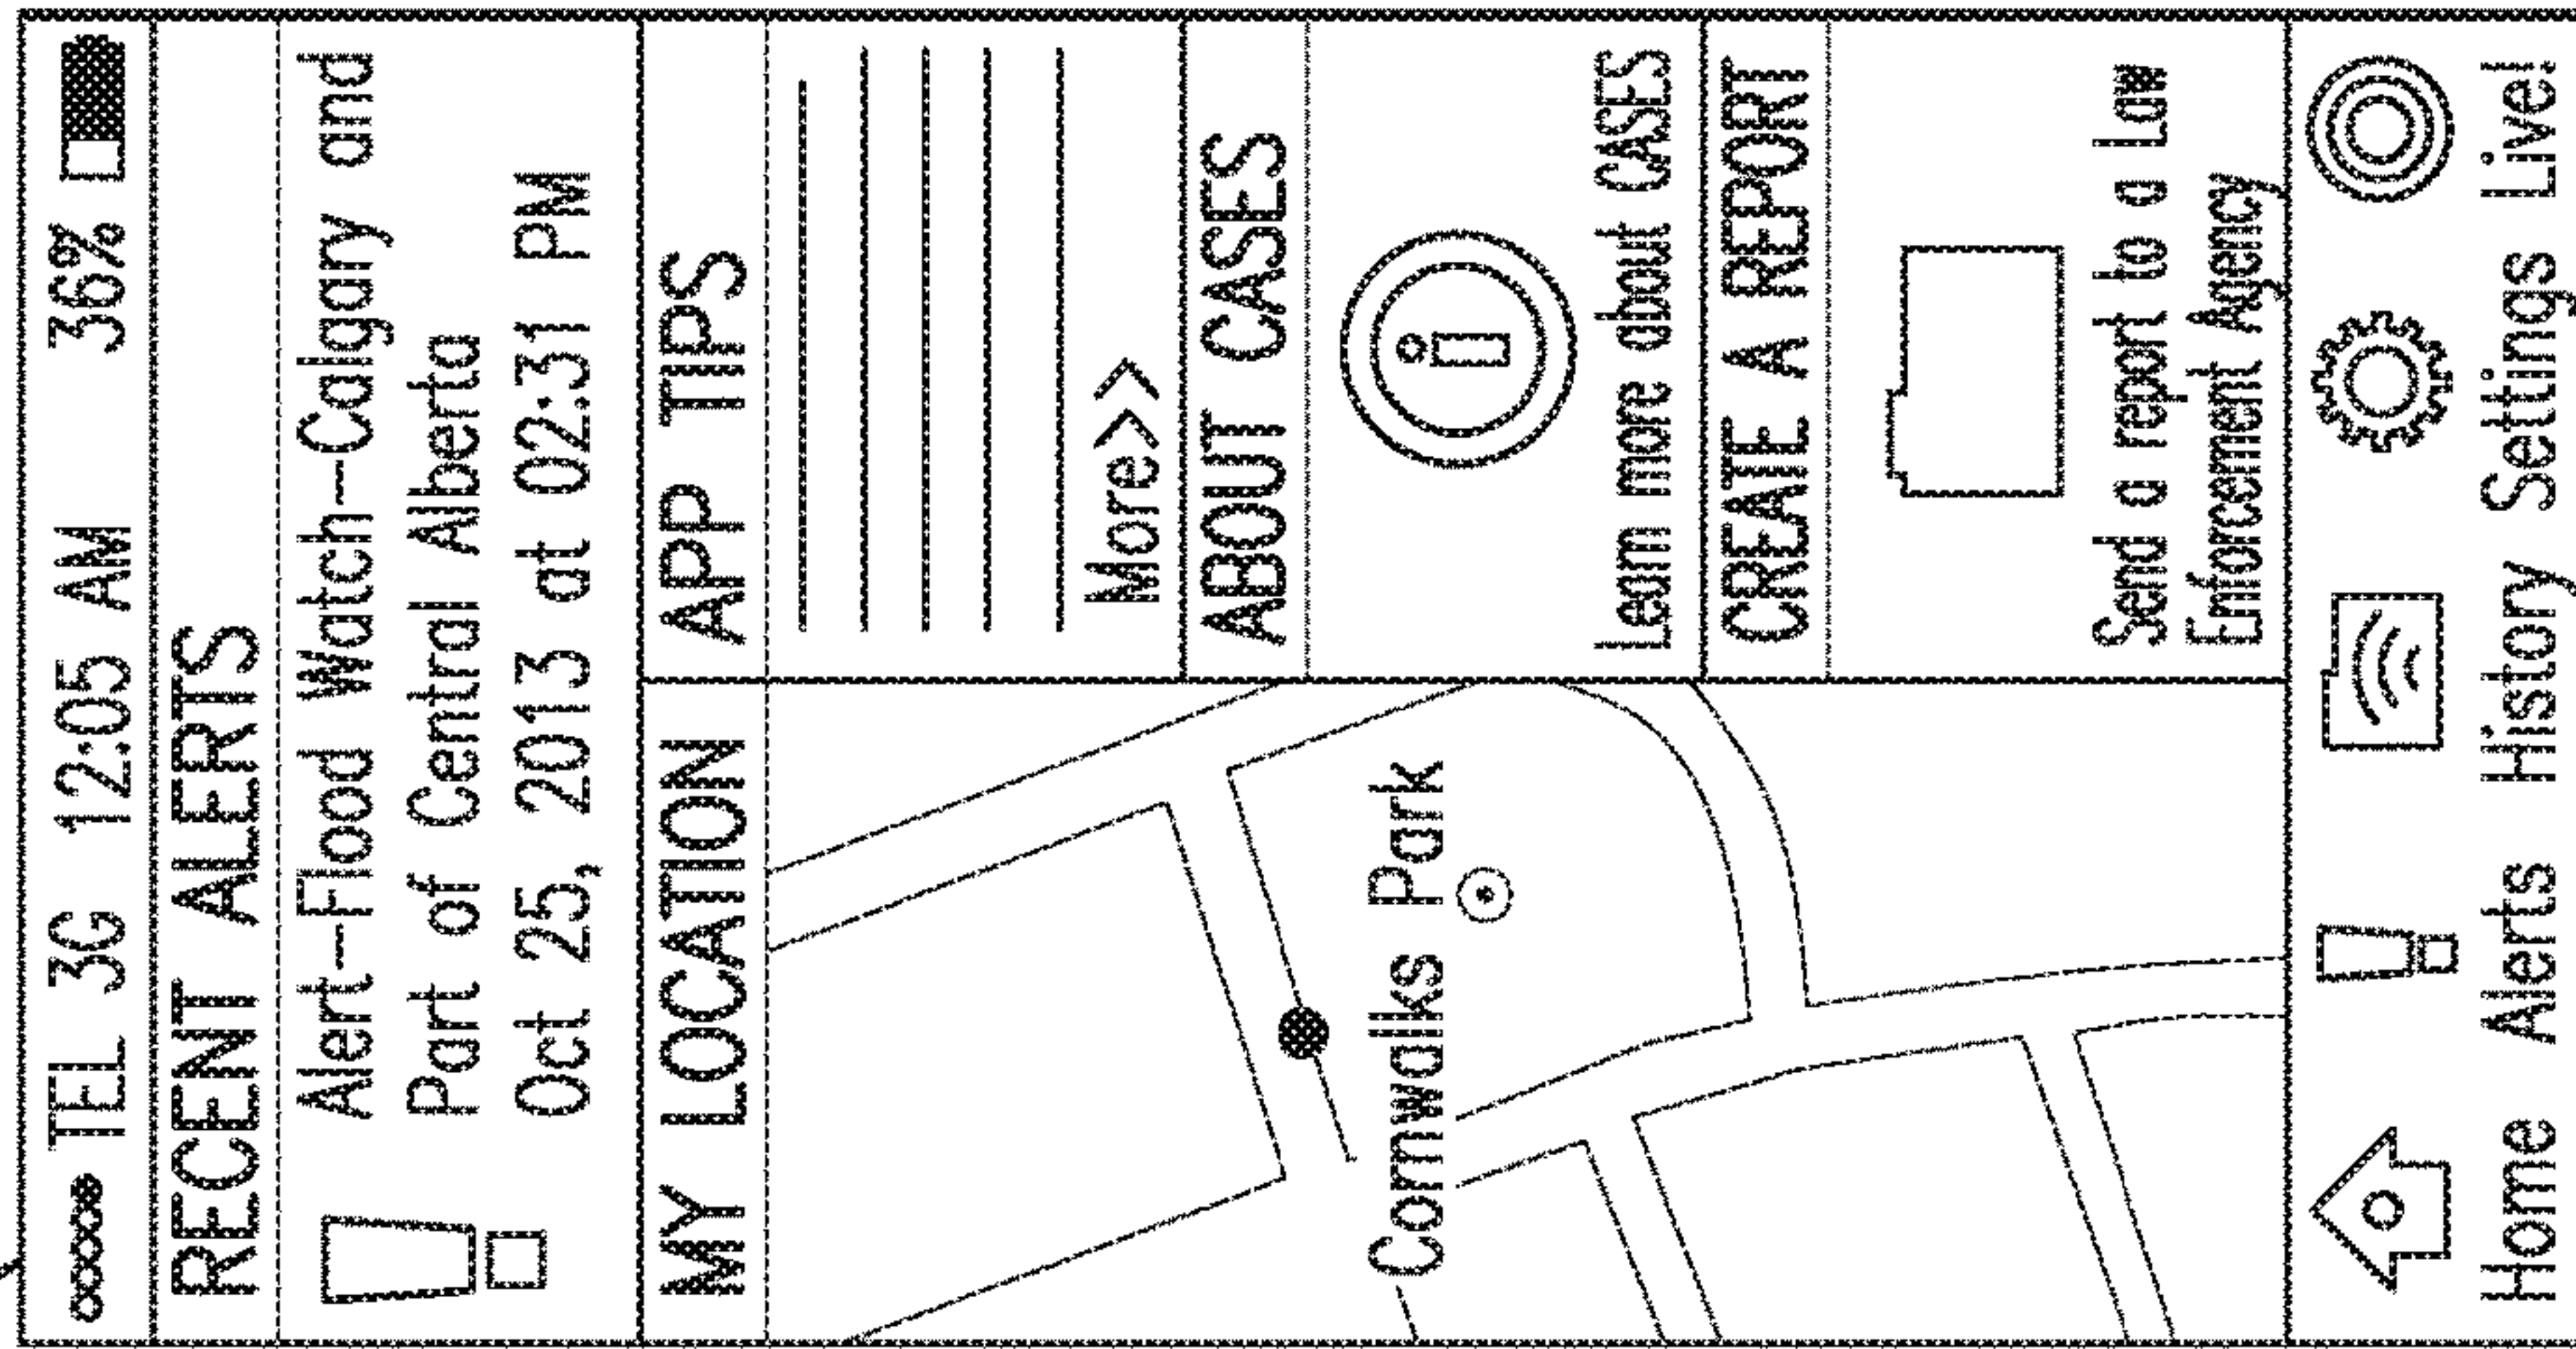 TEL 3G 12:05 AM 36%
RECENT ALERTS
Alert-Flood Watch-Calgary and
Part of Central Alberta
Oct 25, 2013 at 02:31 PM
MY LOCATION
Cornwalks Park
APP TIPS
More>>
ABOUT CASES
i
Learn more about CASES
CREATE A REPORT
Send a report to a Law
Enforcement Agency
Home Alerts History Settings Live!